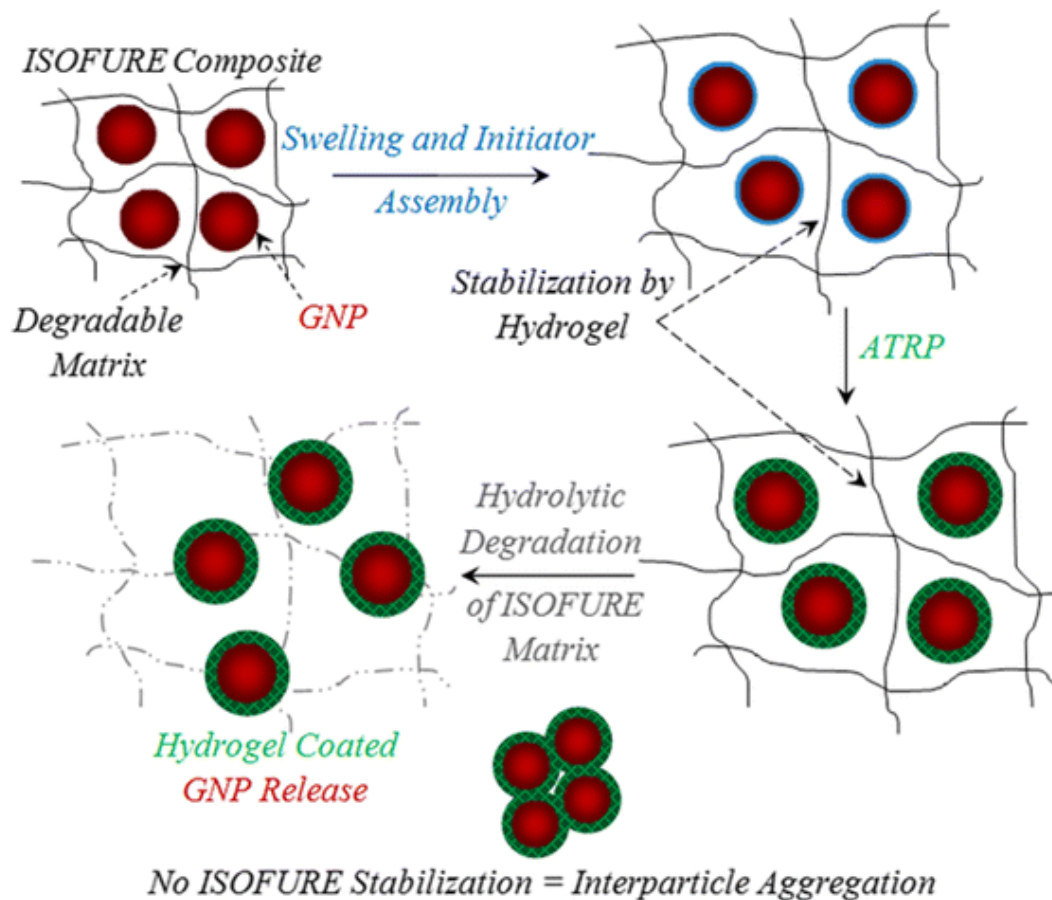 ISOFURE Composite
Swelling and Initiator
Assembly
Degradable
Matrix
GNP
Stabilization by
Hydrogel
ATRP
Hydrolytic
Degradation
of ISOFURE
Matrix
Hydrogel Coated
GNP Release
No ISOFURE Stabilization = Interparticle Aggregation